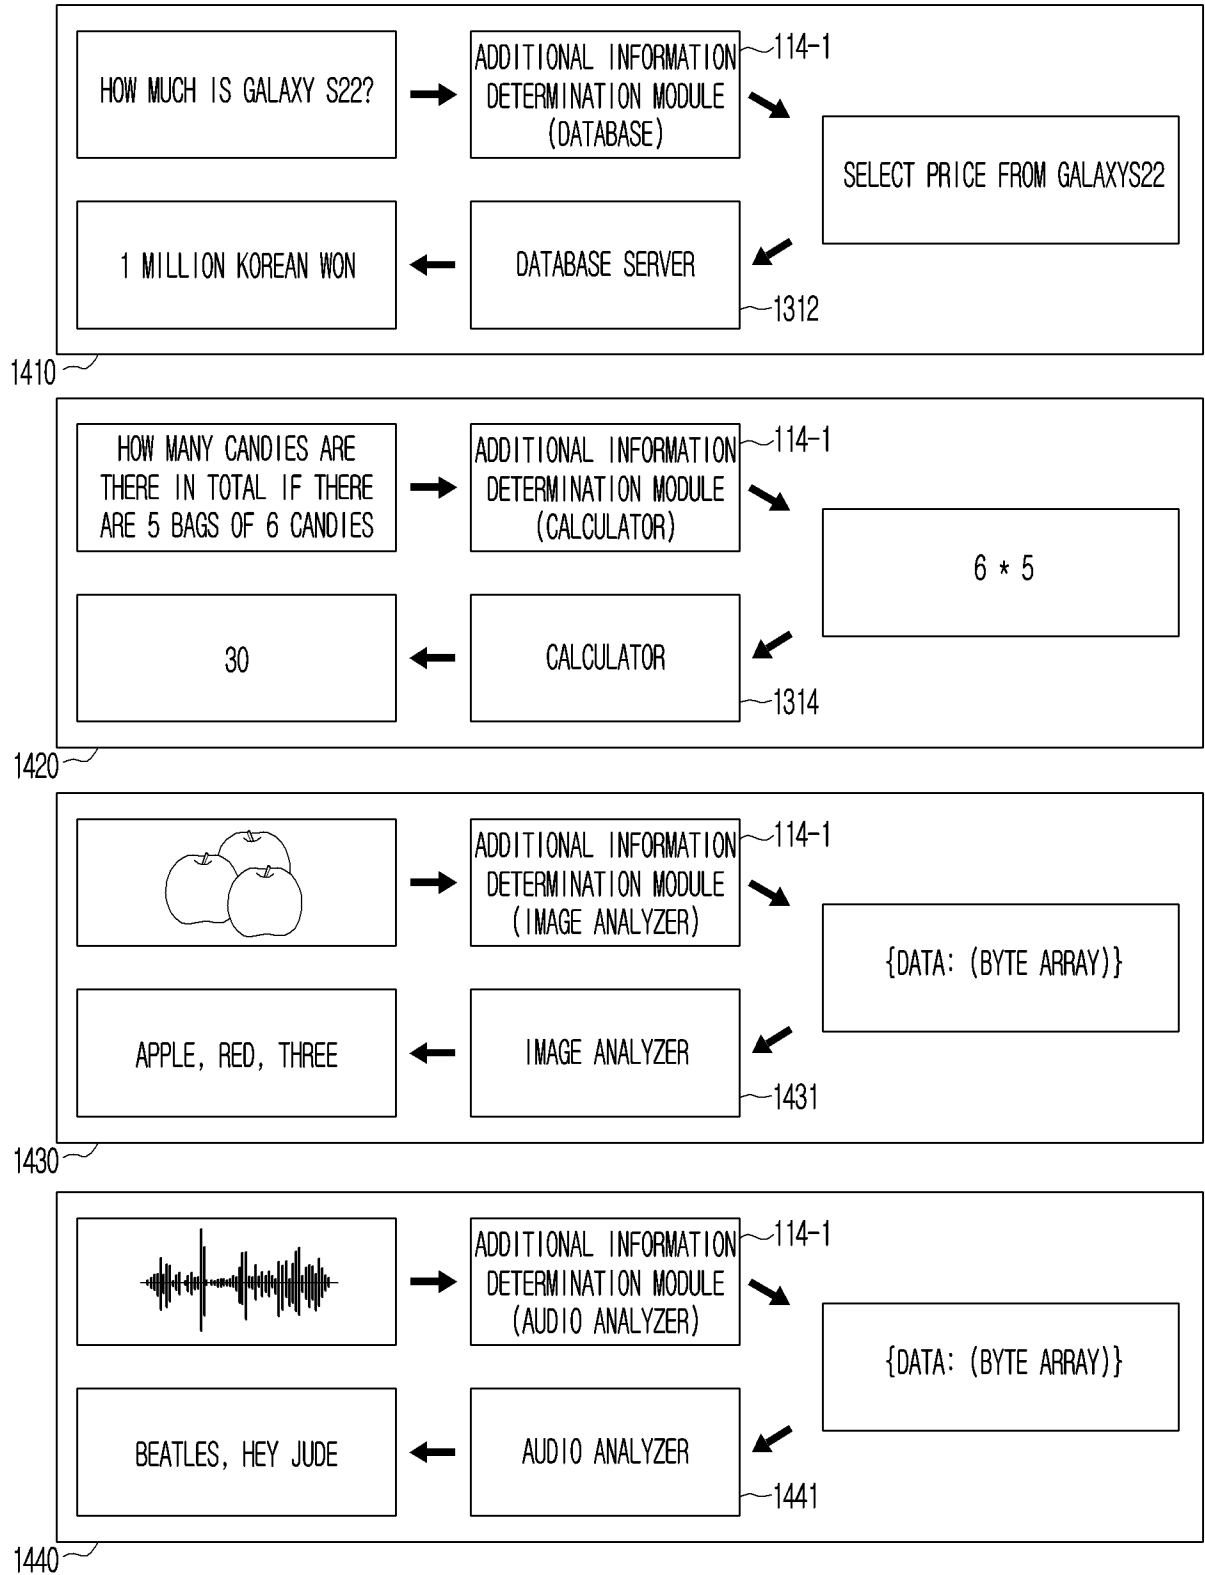 HOW MUCH IS GALAXY S22?
ADDITIONAL INFORMATION
DETERMINATION MODULE
(DATABASE)
114-1
SELECT PRICE FROM GALAXYS22
1 MILLION KOREAN WON
DATABASE SERVER
1312
1410
HOW MANY CANDIES ARE
THERE IN TOTAL IF THERE
ARE 5 BAGS OF 6 CANDIES
ADDITIONAL INFORMATION
DETERMINATION MODULE
(CALCULATOR)
114-1
6 * 5
30
CALCULATOR
1314
1420
ADDITIONAL INFORMATION
DETERMINATION MODULE
(IMAGE ANALYZER)
114-1
{DATA: (BYTE ARRAY)}
APPLE, RED, THREE
IMAGE ANALYZER
1431
1430
ADDITIONAL INFORMATION
DETERMINATION MODULE
(AUDIO ANALYZER)
114-1
{DATA: (BYTE ARRAY)}
BEATLES, HEY JUDE
AUDIO ANALYZER
1441
1440